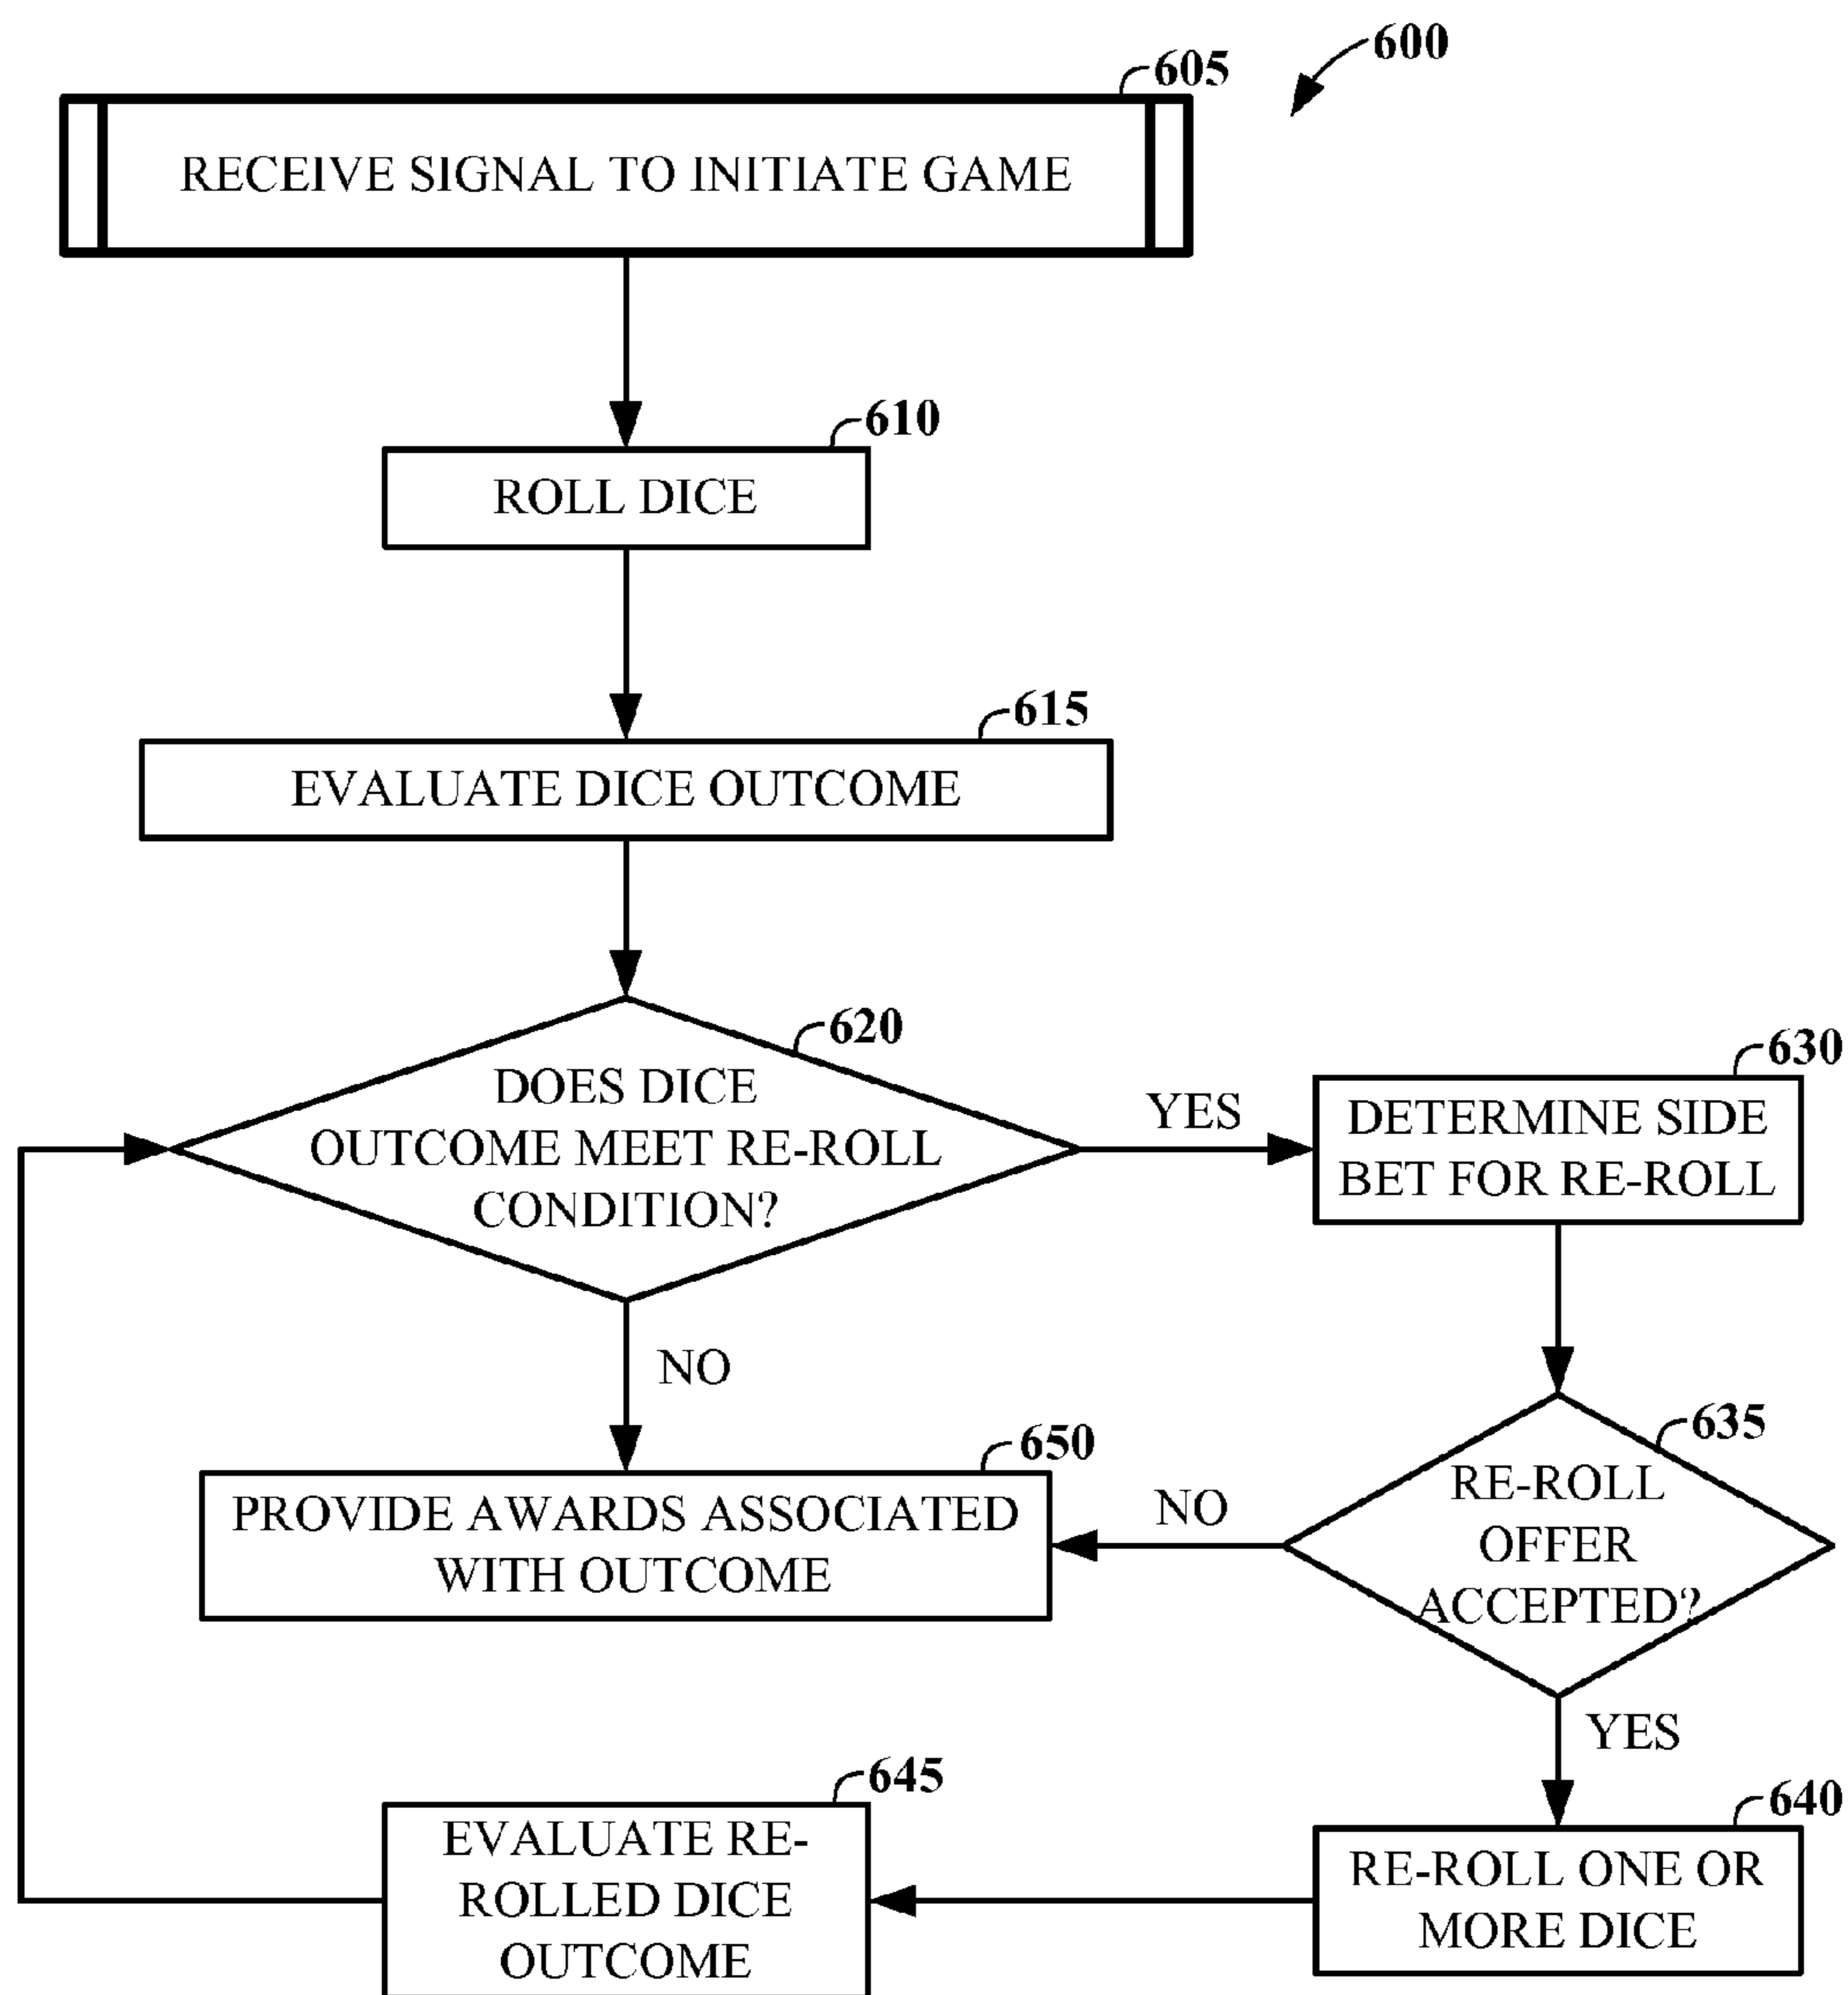 600
605
RECEIVE SIGNAL TO INITIATE GAME
610
ROLL DICE
615
EVALUATE DICE OUTCOME
620
DOES DICE
OUTCOME MEET RE-ROLL
CONDITION?
YES
630
DETERMINE SIDE
BET FOR RE-ROLL
NO
635
RE-ROLL
OFFER
ACCEPTED?
NO
650
PROVIDE AWARDS ASSOCIATED
WITH OUTCOME
YES
640
RE-ROLL ONE OR
MORE DICE
645
EVALUATE RE-
ROLLED DICE
OUTCOME